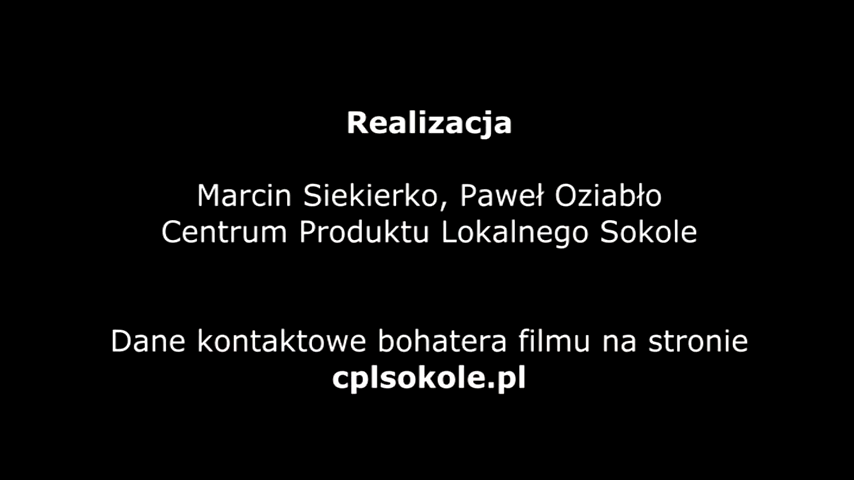 Realizacja
Marcin Siekierko, Paweł Oziabło
Centrum Produktu Lokalnego Sokole
Dane kontaktowe bohatera filmu na stronie
cplsokole.pl